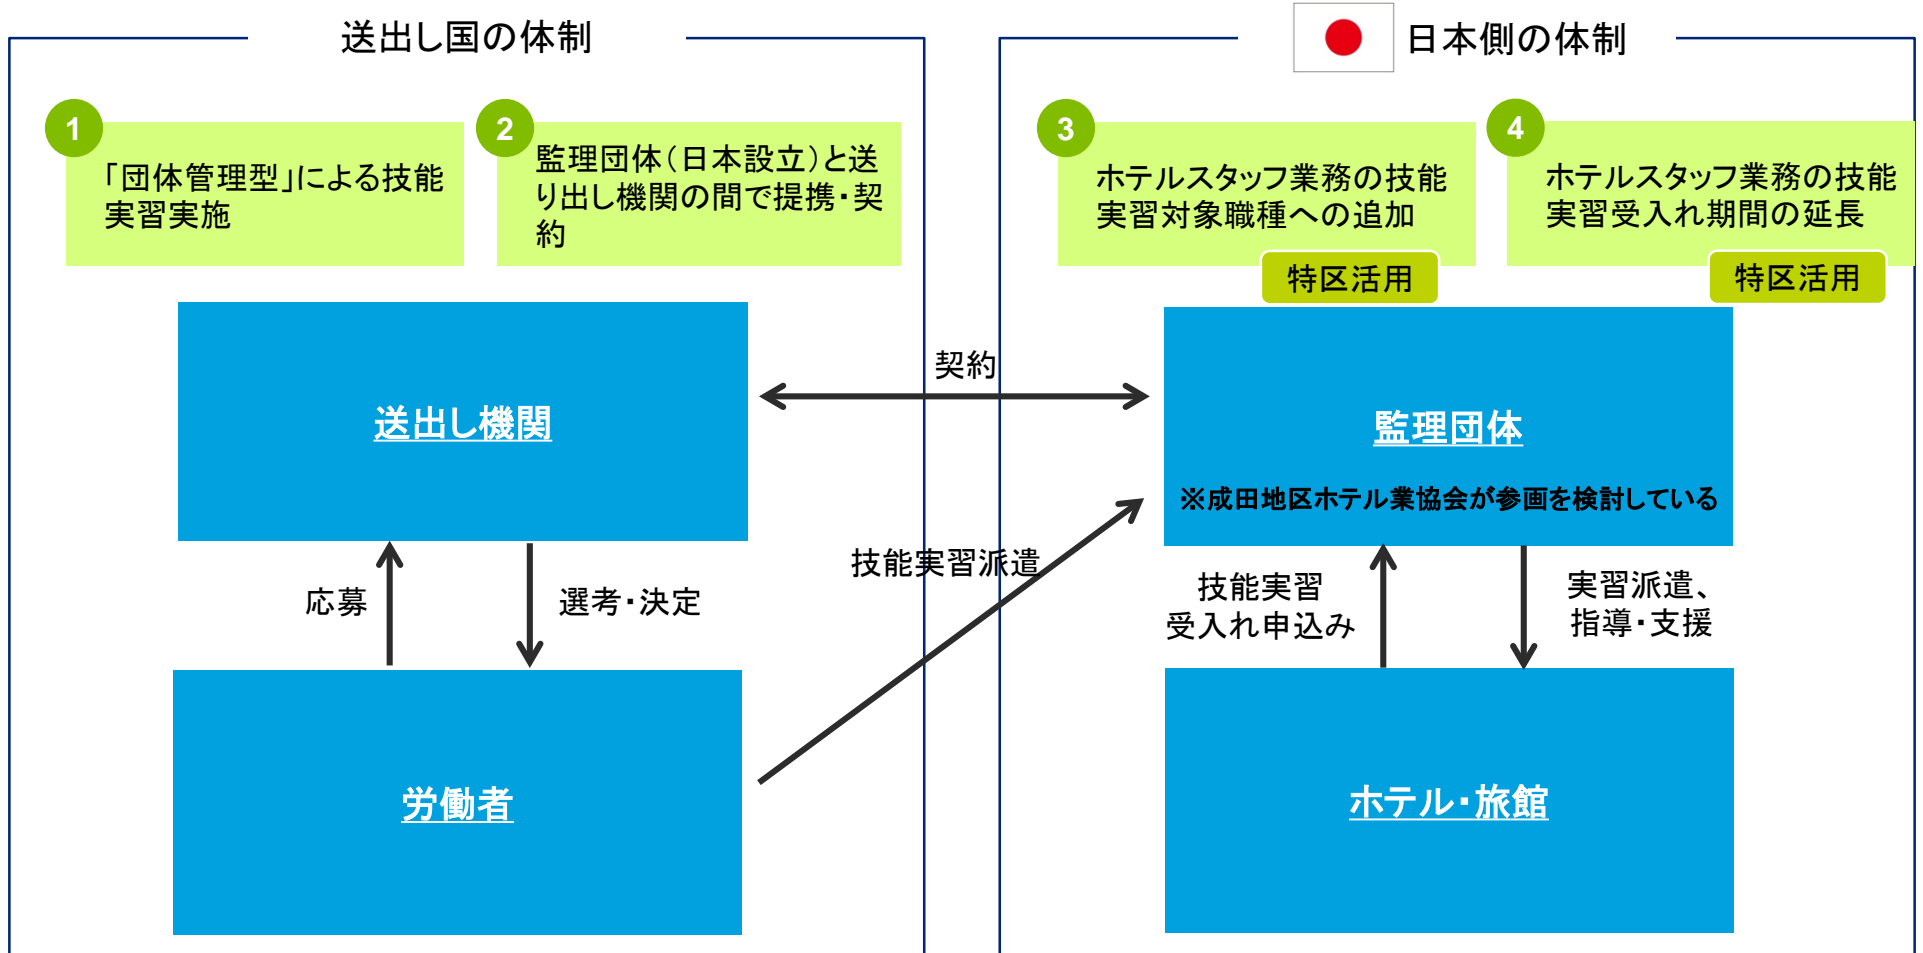 送出し国の体制
日本側の体制
1
「団体管理型」による技能
実習実施
2
監理団体（日本設立）と送
り出し機関の間で提携・契
約
3
ホテルスタッフ業務の技能
実習対象職種への追加
特区活用
4
ホテルスタッフ業務の技能
実習受入れ期間の延長
特区活用
送出し機関
契約
監理団体
※成田地区ホテル業協会が参画を検討している
応募
選考・決定
技能実習派遣
技能実習
受入れ申込み
実習派遣、
指導・支援
労働者
ホテル・旅館